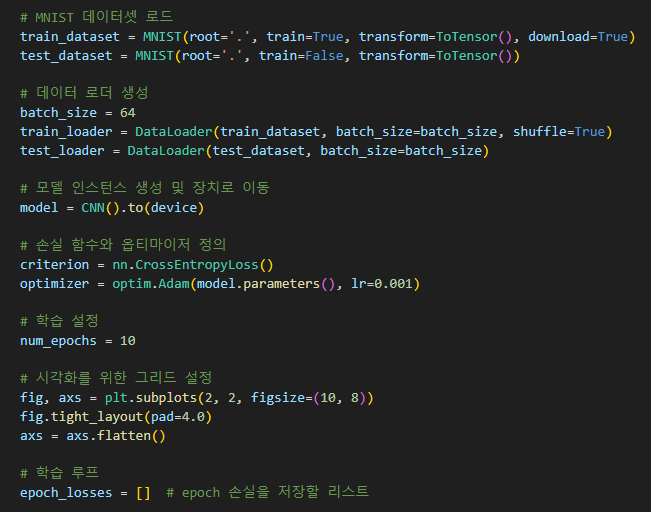 # MNIST 데이터셋 로드
train_dataset = MNIST(root='.', train=True, transform=ToTensor(), download=True)
test_dataset = MNIST(root='.', train=False, transform=ToTensor())
# 데이터 로더 생성
batch_size = 64
train_loader = DataLoader(train_dataset, batch_size=batch_size, shuffle=True)
test_loader = DataLoader(test_dataset, batch_size=batch_size)
# 모델 인스턴스 생성 및 장치로 이동
model = CNN().to(device)
# 손실 함수와 옵티마이저 정의
criterion = nn.CrossEntropyLoss()
optimizer = optim.Adam(model.parameters(), lr=0.001)
# 학습 설정
num_epochs = 10
# 시각화를 위한 그리드 설정
fig, axs = plt.subplots(2, 2, figsize=(10, 8))
fig.tight_layout(pad=4.0)
axs = axs.flatten()
# 학습 루프
epoch_losses = []  # epoch 손실을 저장할 리스트